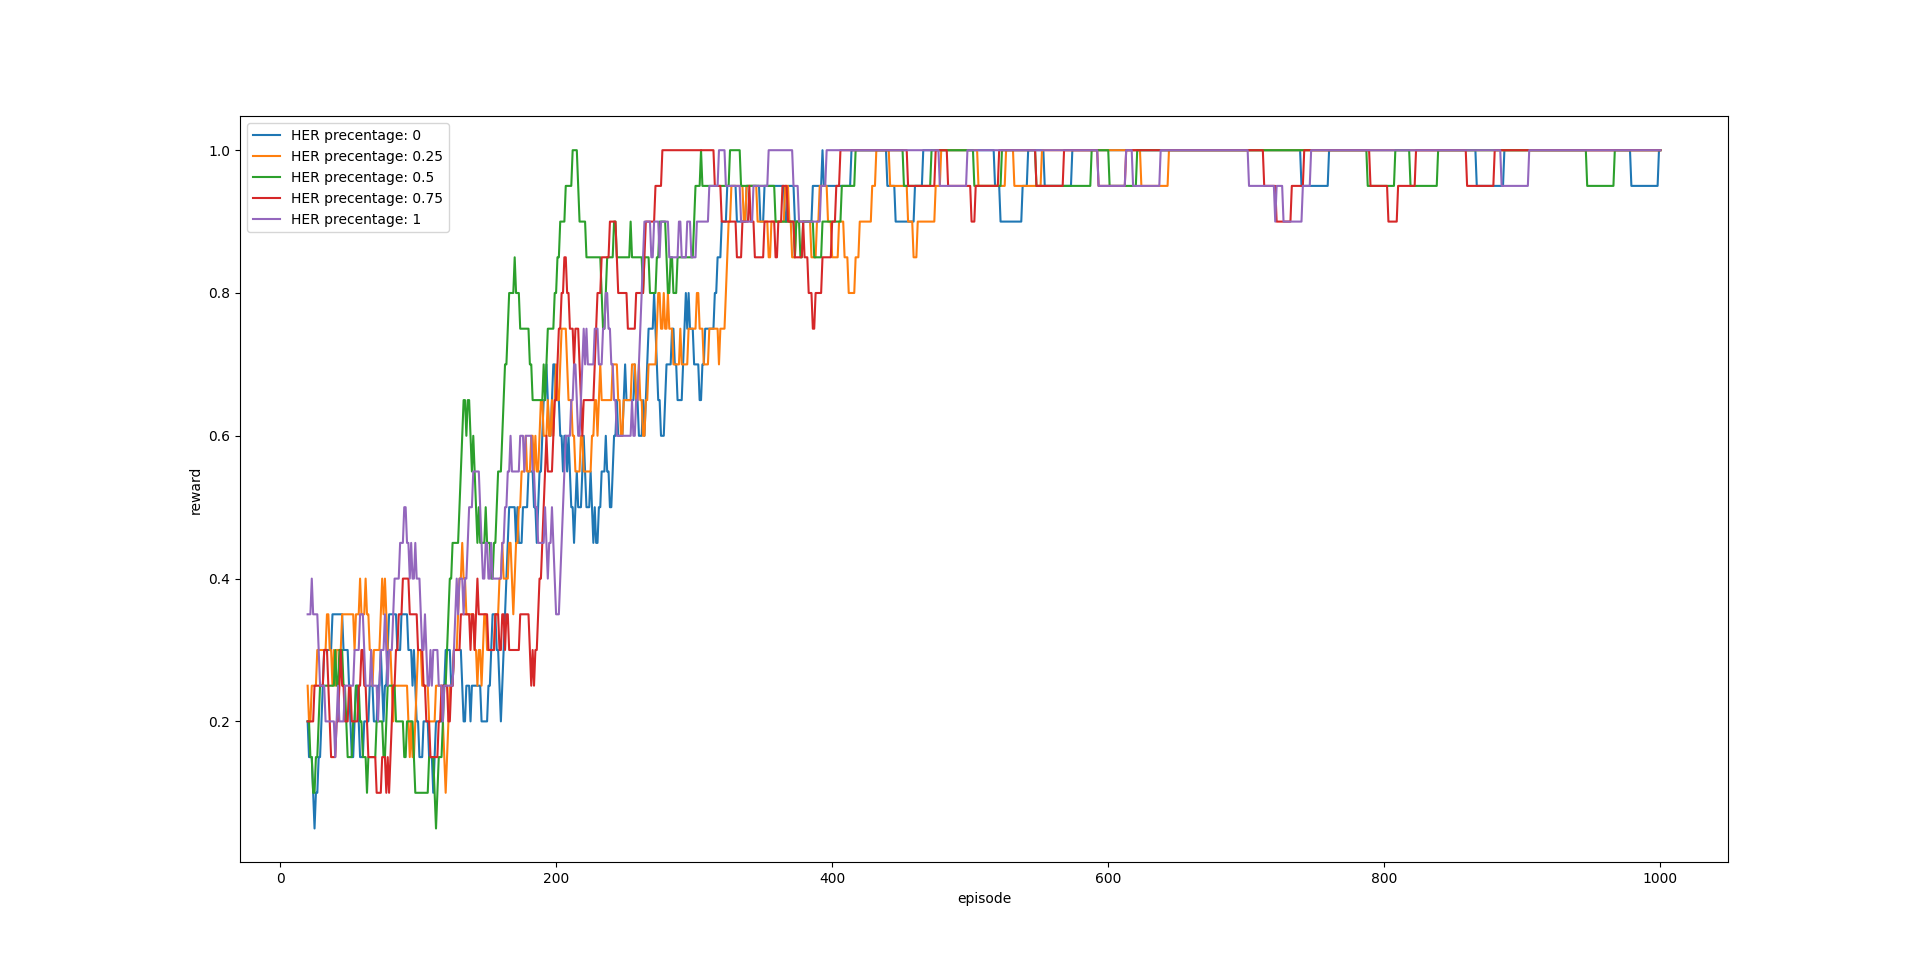 HER precentage: 0
HER precentage: 0.25
HER precentage: 0.5
HER precentage: 0.75
HER precentage: 1
1.0
0.8
0.6
0.4
0.2
reward
0 200 400 600 800 1000
episode